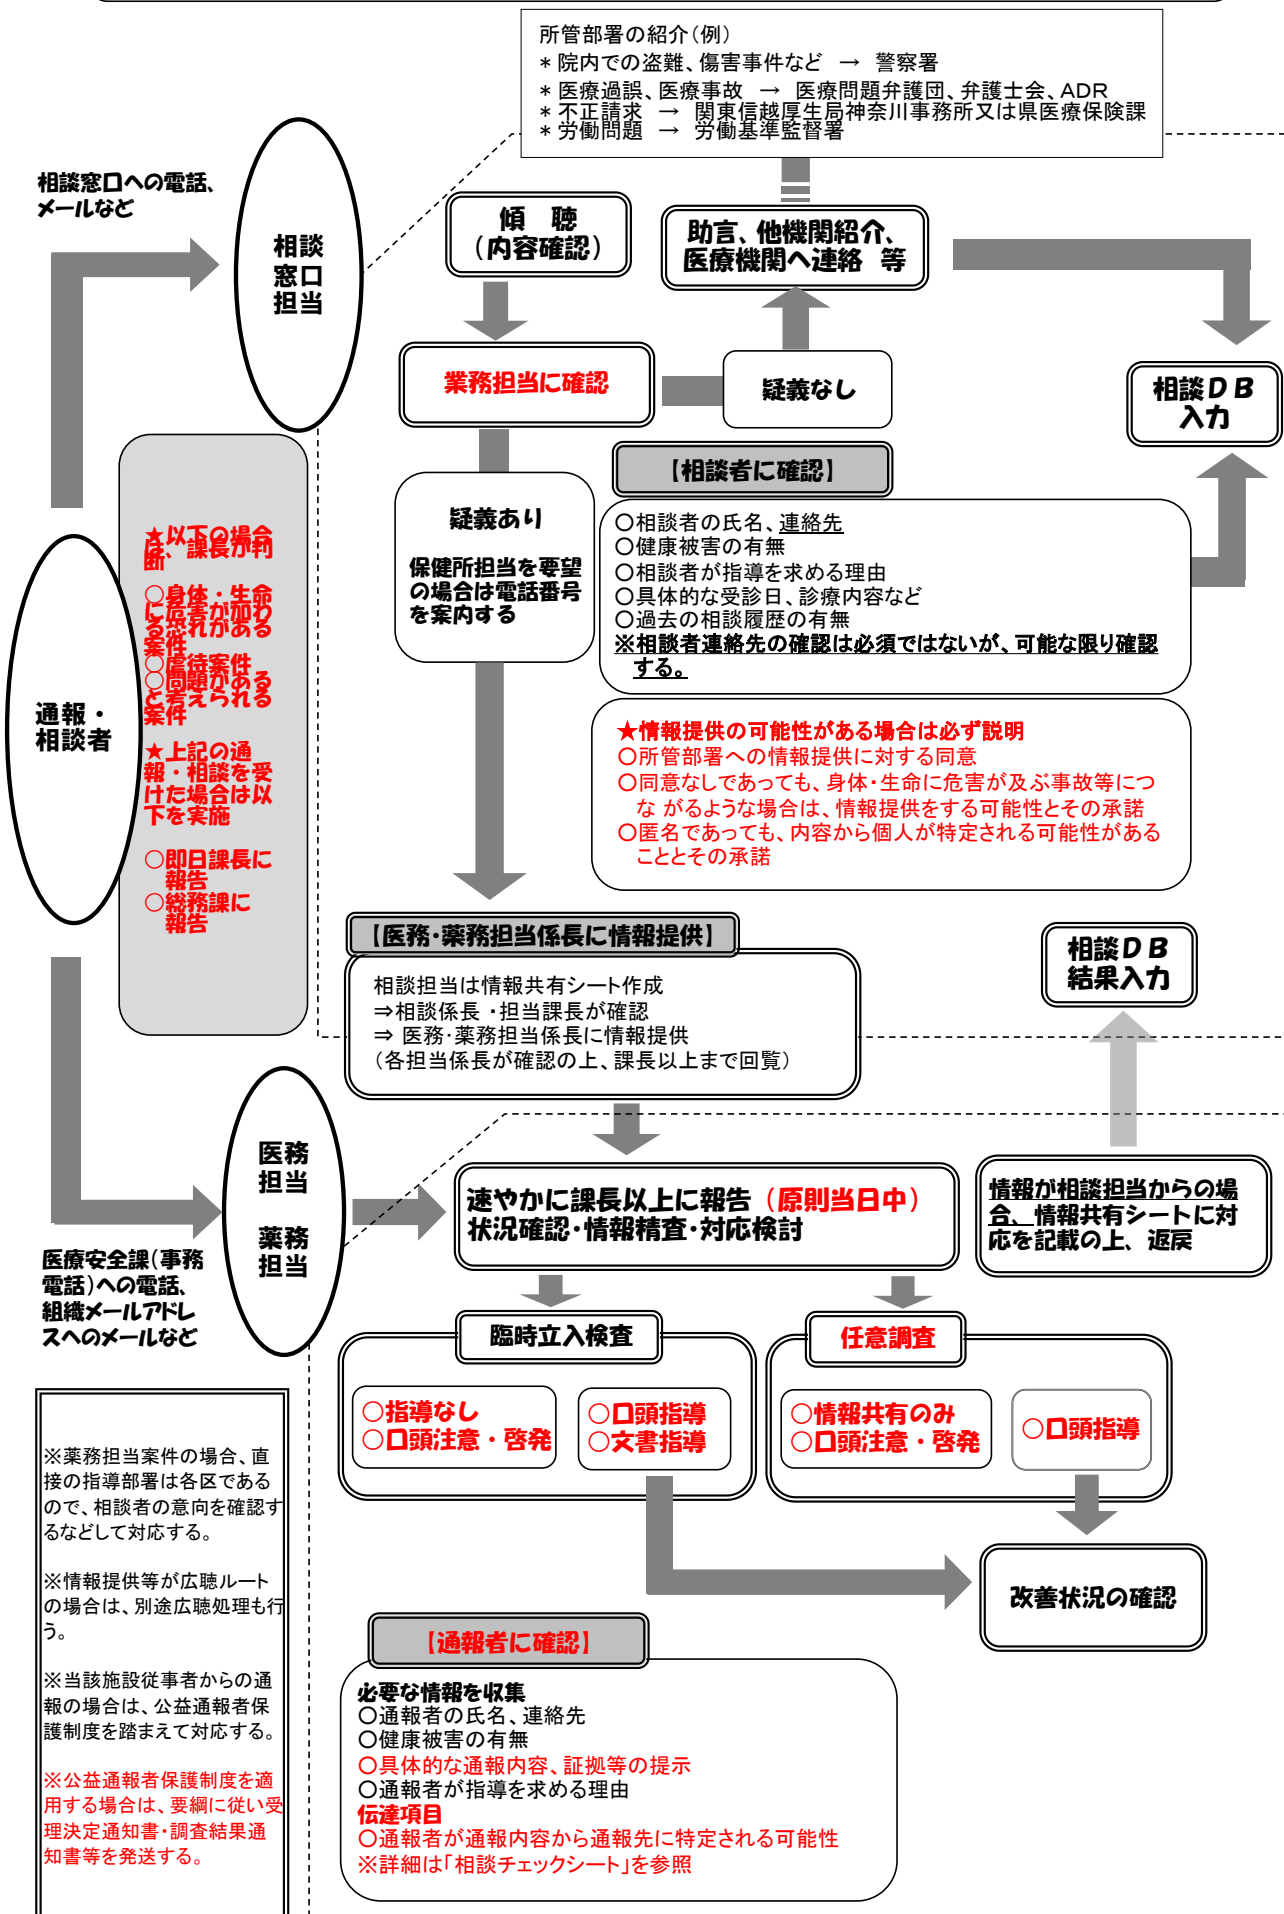 所管部署の紹介（例）
＊院内での盗難、傷害事件など　→　警察署
＊医療過誤、医療事故　→　医療問題弁護団、弁護士会、ＡＤＲ
＊不正請求　→　関東信越厚生局神奈川事務所又は県医療保険課
＊労働問題　→　労働基準監督署
相談窓口への電話、
メールなど
相談
窓口
担当
傾　聴
（内容確認）
助言、他機関紹介、
医療機関へ連絡　等
業務担当に確認
疑義なし
相談ＤＢ
入力
【相談者に確認】
○相談者の氏名、連絡先
○健康被害の有無
○相談者が指導を求める理由
○具体的な受診日、診療内容など
○過去の相談履歴の有無
※相談者連絡先の確認は必須ではないが、可能な限り確認
する。
疑義あり
保健所担当を要望
の場合は電話番号
を案内する
★以下の場合
は、課長が判
断
○身体・生命
に危害が加わ
る恐れがある
案件
○虐待案件
○問題がある
と考えられる
案件
★上記の通
報・相談を受
けた場合は以
下を実施
○即日課長に
報告
○総務課に
報告
通報・
相談者
★情報提供の可能性がある場合は必ず説明
○所管部署への情報提供に対する同意
○同意なしであっても、身体・生命に危害が及ぶ事故等につ
な がるような場合は、情報提供をする可能性とその承諾
○匿名であっても、内容から個人が特定される可能性がある
こととその承諾
【医務・薬務担当係長に情報提供】
相談担当は情報共有シート作成
⇒相談係長 ・担当課長が確認
⇒ 医務・薬務担当係長に情報提供
（各担当係長が確認の上、課長以上まで回覧）
相談ＤＢ
結果入力
医務
担当
薬務
担当
速やかに課長以上に報告（原則当日中）
状況確認・情報精査・対応検討
情報が相談担当からの場
合、情報共有シートに対
応を記載の上、返戻
医療安全課（事務
電話）への電話、
組織メールアドレ
スへのメールなど
臨時立入検査
○指導なし
○口頭注意・啓発
○口頭指導
○文書指導
任意調査
○情報共有のみ
○口頭注意・啓発
○口頭指導
改善状況の確認
※薬務担当案件の場合、直
接の指導部署は各区である
ので、相談者の意向を確認す
るなどして対応する。
※情報提供等が広聴ルート
の場合は、別途広聴処理も行
う。
※当該施設従事者からの通
報の場合は、公益通報者保
護制度を踏まえて対応する。
※公益通報者保護制度を適
用する場合は、要綱に従い受
理決定通知書・調査結果通
知書等を発送する。
【通報者に確認】
必要な情報を収集
○通報者の氏名、連絡先
○健康被害の有無
○具体的な通報内容、証拠等の提示
○通報者が指導を求める理由
伝達項目
○通報者が通報内容から通報先に特定される可能性
※詳細は「相談チェックシート」を参照